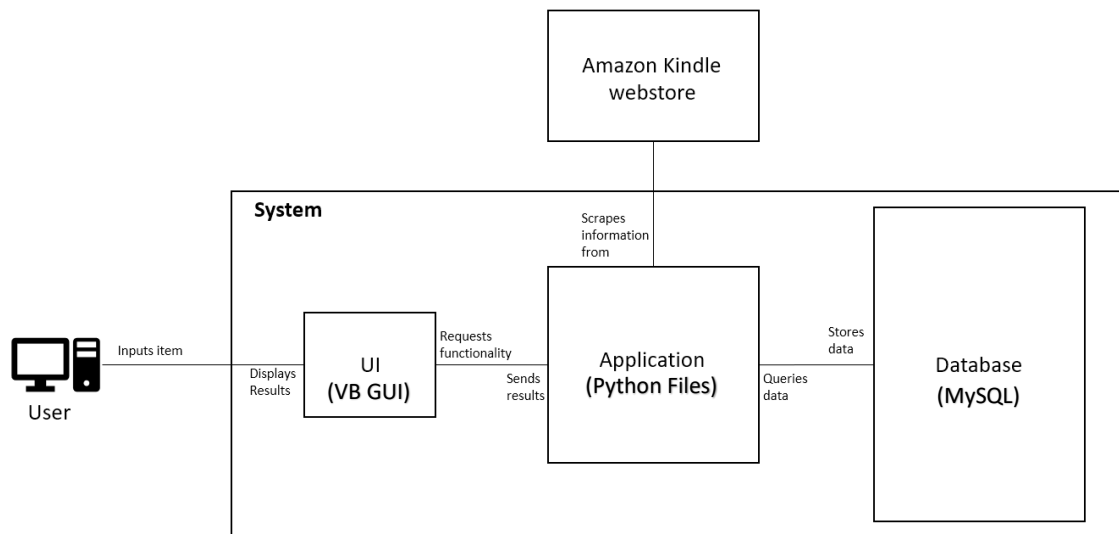 Amazon Kindle
webstore
System
Scrapes
information
from
Inputs item
User
Displays
Results
UI
(VB GUI)
Requests
functionality
Sends
results
Application
(Python Files)
Queries
data
Stores
data
Database
(MySQL)